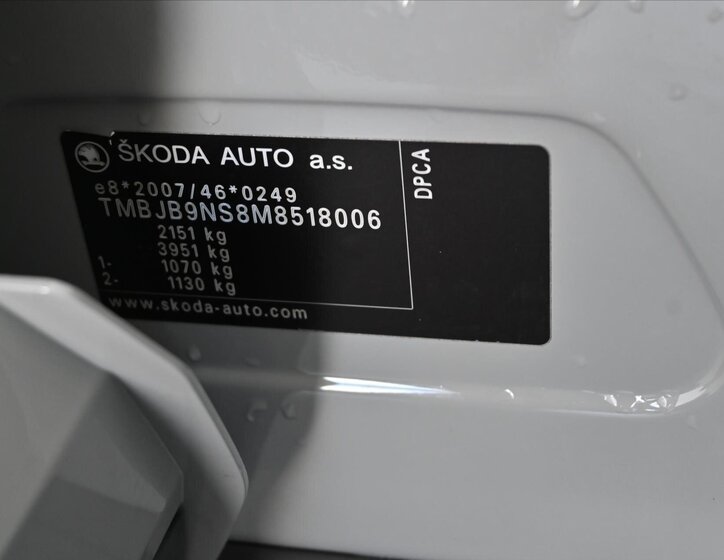 ŠKODA AUTO a.s.
e8*2007/46*0249
TMBJB9NS8M8518006
2151 kg
3951 kg
1- 1070 kg
2- 1130 kg
www.skoda-auto.com
DPCA